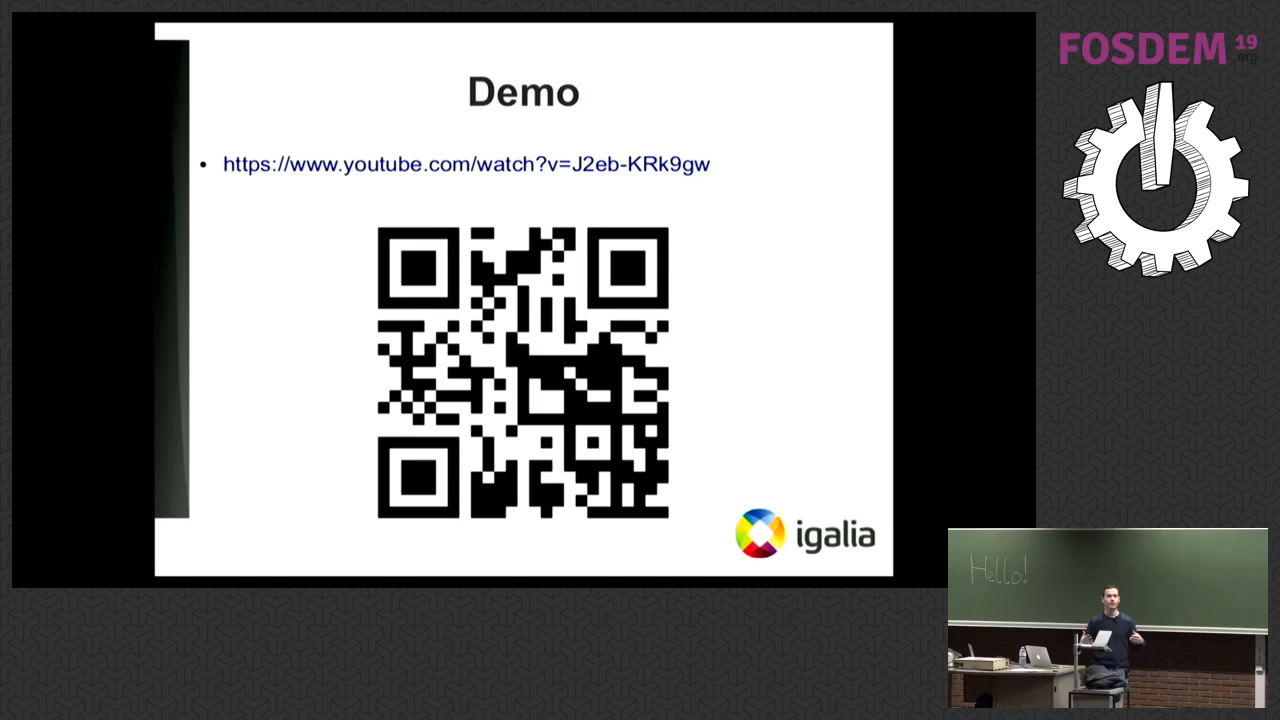 Demo
• https://www.youtube.com/watch?v=J2eb-KRk9gw
igalia
FOSDEM 19
.org
Hello!